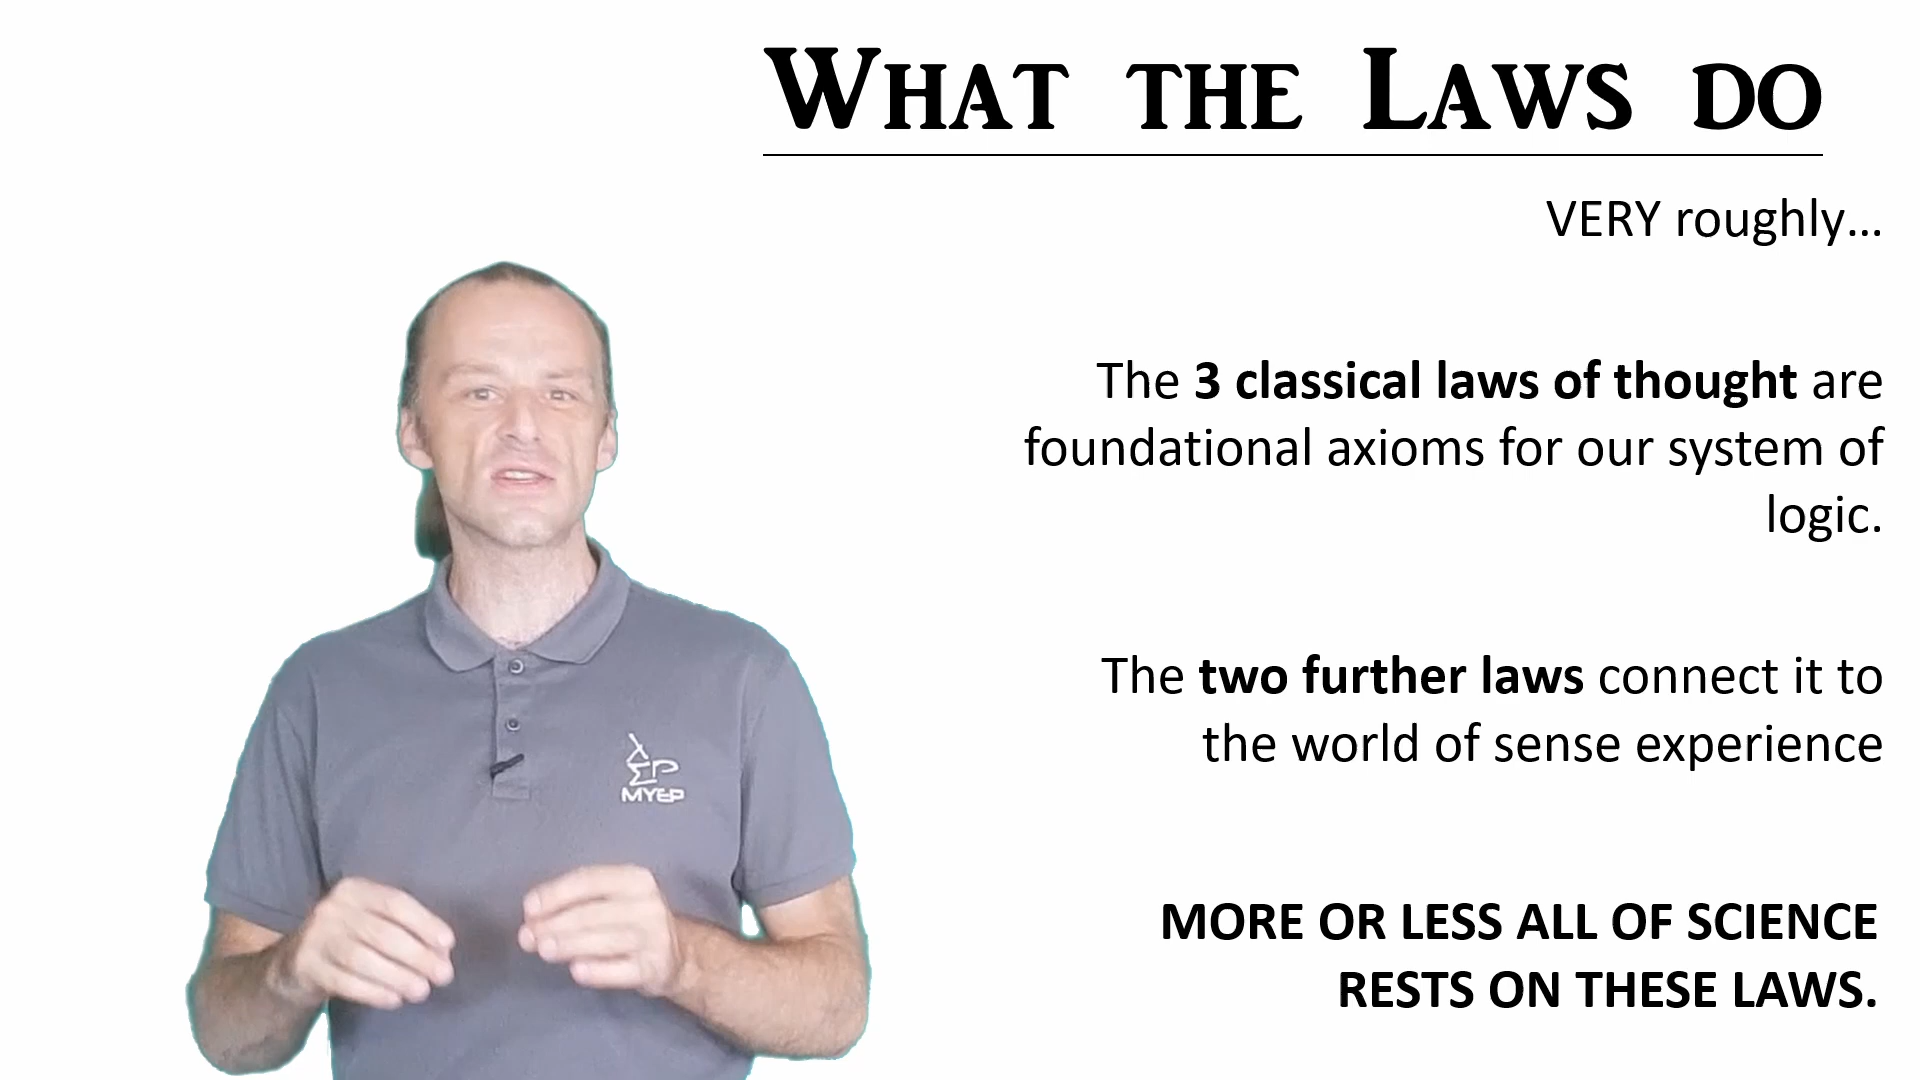 WHAT THE LAWS DO
VERY roughly...
The 3 classical laws of thought are
foundational axioms for our system of
logic.
The two further laws connect it to
the world of sense experience
MORE OR LESS ALL OF SCIENCE
RESTS ON THESE LAWS.
MYEP